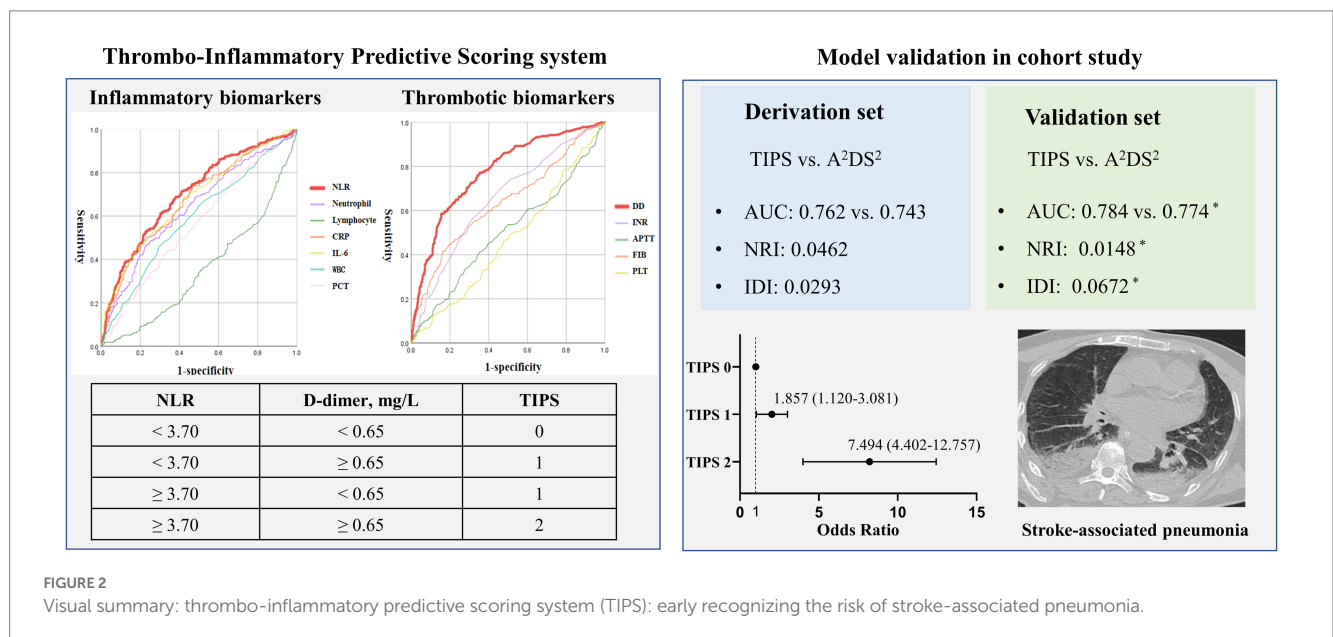 Thrombo-Inflammatory Predictive Scoring system
Inflammatory biomarkers
Thrombotic biomarkers
1.0
0.8
0.6
0.4
0.2
0.0
Sensitivity
0.0 0.2 0.4 0.6 0.8 1.0
1-specificity
NLR
Neutrophil
Lymphocyte
CRP
IL-6
WBC
PCT
1.0
0.8
0.6
0.4
0.2
0.0
Sensitivity
0.0 0.2 0.4 0.6 0.8 1.0
1-specificity
DD
INR
APTT
FIB
PLT
NLR D-dimer, mg/L TIPS
< 3.70 < 0.65 0
< 3.70 ≥ 0.65 1
≥ 3.70 < 0.65 1
≥ 3.70 ≥ 0.65 2
Model validation in cohort study
Derivation set
TIPS vs. A²DS²
• AUC: 0.762 vs. 0.743
• NRI: 0.0462
• IDI: 0.0293
Validation set
TIPS vs. A²DS²
• AUC: 0.784 vs. 0.774 *
• NRI: 0.0148 *
• IDI: 0.0672 *
TIPS 0
TIPS 1
1.857 (1.120-3.081)
TIPS 2
7.494 (4.402-12.757)
0 1 5 10 15
Odds Ratio
Stroke-associated pneumonia
FIGURE 2
Visual summary: thrombo-inflammatory predictive scoring system (TIPS): early recognizing the risk of stroke-associated pneumonia.